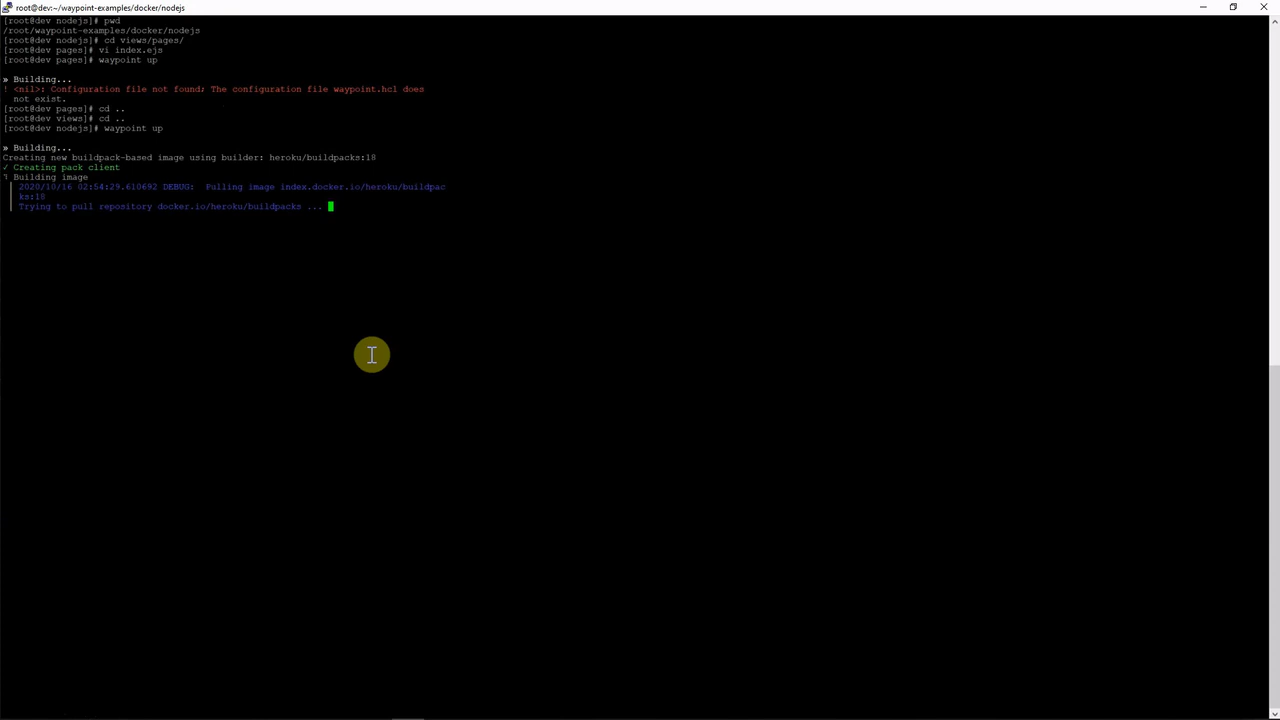 root@dev:~/waypoint-examples/docker/nodejs
[root@dev nodejs]# pwd
/root/waypoint-examples/docker/nodejs
[root@dev nodejs]# cd views/pages/
[root@dev pages]# vi index.ejs
[root@dev pages]# waypoint up
» Building...
! <nil>: Configuration file not found; The configuration file waypoint.hcl does
not exist.
[root@dev pages]# cd ..
[root@dev views]# cd ..
[root@dev nodejs]# waypoint up
» Building...
Creating new buildpack-based image using builder: heroku/buildpacks:18
✓ Creating pack client
Building image
│ 2020/10/16 02:54:29.610692 DEBUG:  Pulling image index.docker.io/heroku/buildpac
│ ks:18
│ Trying to pull repository docker.io/heroku/buildpacks ...